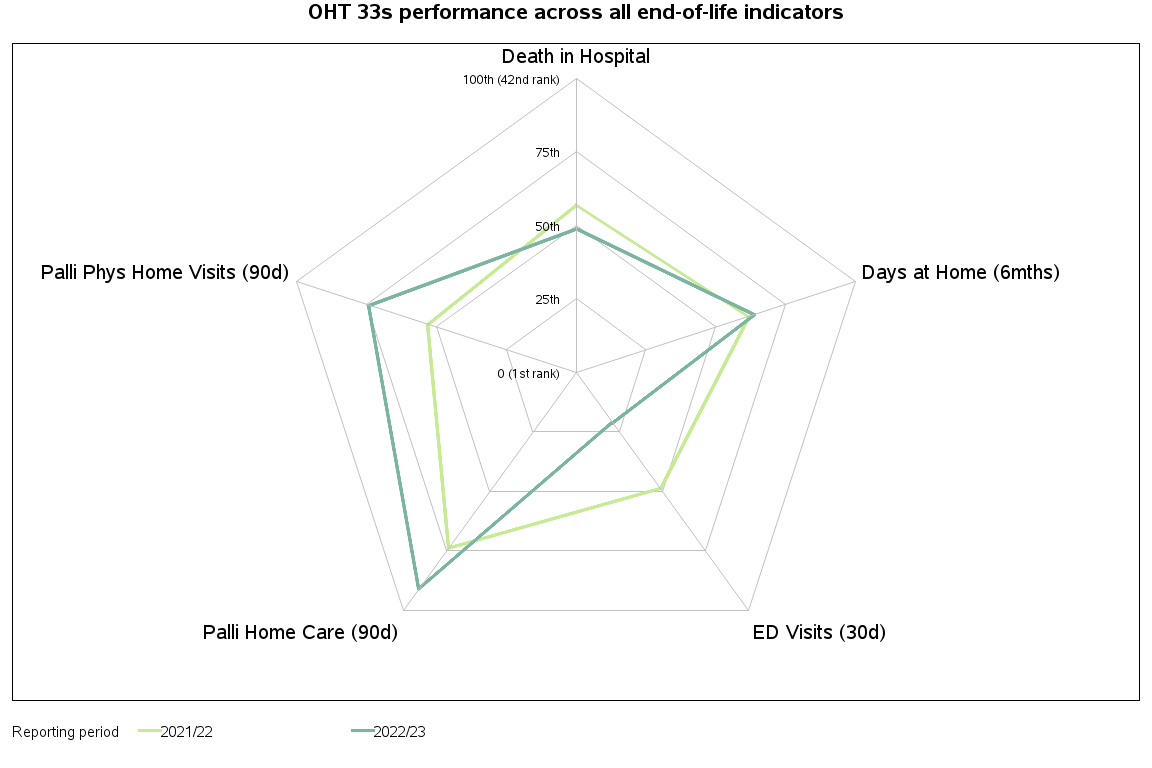 OHT 33s performance across all end-of-life indicators
Death in Hospital
100th (42nd rank)
75th
50th
25th
0 (1st rank)
Palli Phys Home Visits (90d)
Days at Home (6mths)
Palli Home Care (90d)
ED Visits (30d)
Reporting period 2021/22 2022/23